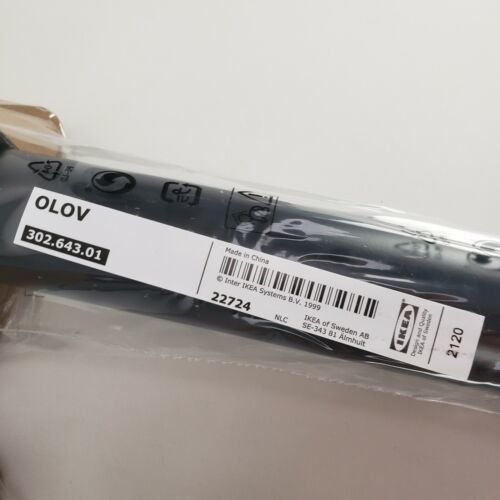 OLOV
302.643.01
Made in China
© Inter IKEA Systems B.V. 1999
22724
NLC
IKEA of Sweden AB
SE-343 81 Älmhult
IKEA
Design and Quality
IKEA of Sweden
2120